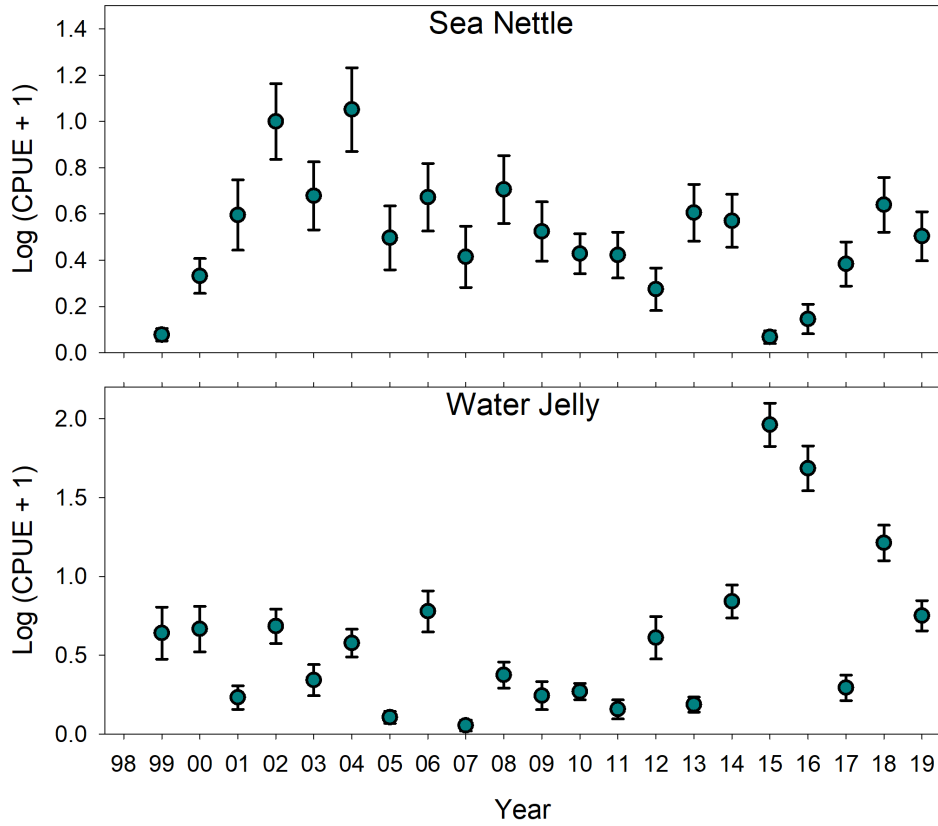 Sea Nettle
Log (CPUE + 1)
1.4
1.2
1.0
0.8
0.6
0.4
0.2
0.0
Water Jelly
Log (CPUE + 1)
2.0
1.5
1.0
0.5
0.0
98 99 00 01 02 03 04 05 06 07 08 09 10 11 12 13 14 15 16 17 18 19
Year